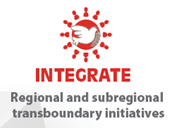 INTEGRATE
Regional and subregional
transboundary initiatives